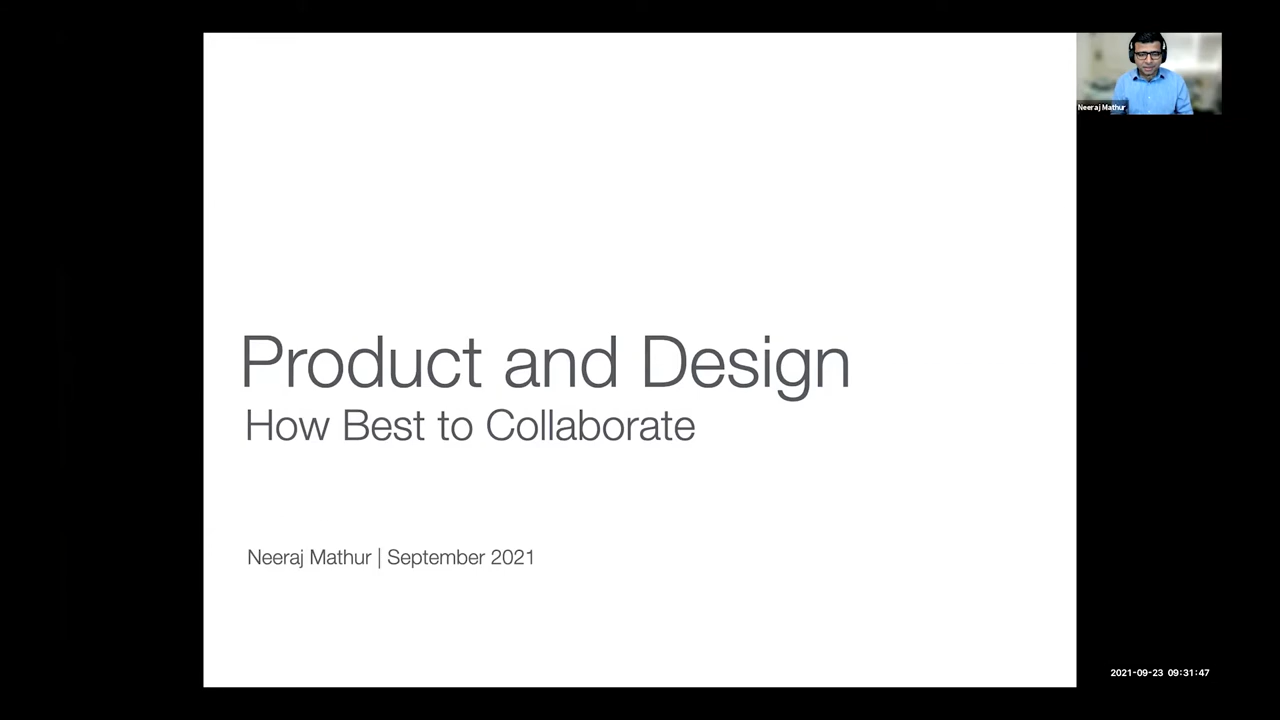 Product and Design
How Best to Collaborate
Neeraj Mathur | September 2021
Neeraj Mathur
2021-09-23 09:31:47